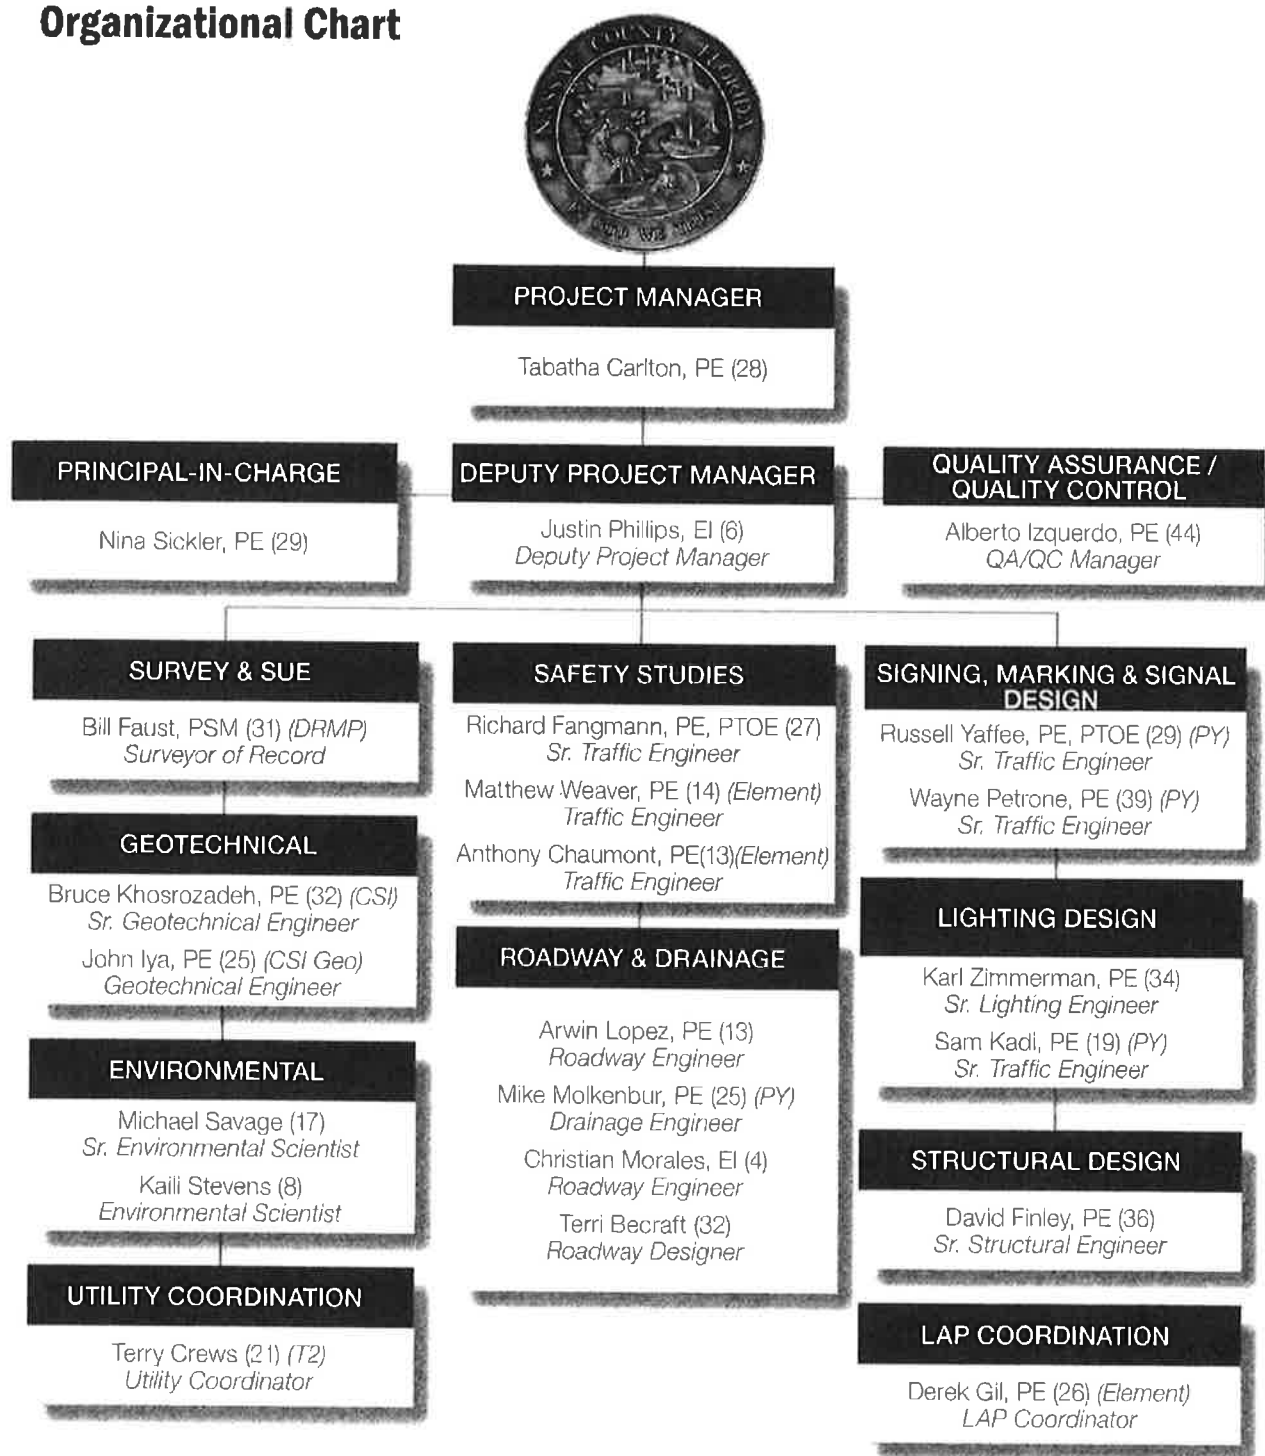 Organizational Chart
NASSAU COUNTY FLORIDA
IN GOD WE TRUST
PROJECT MANAGER
Tabatha Carlton, PE (28)
PRINCIPAL-IN-CHARGE
Nina Sickler, PE (29)
DEPUTY PROJECT MANAGER
Justin Phillips, EI (6)
Deputy Project Manager
QUALITY ASSURANCE /
QUALITY CONTROL
Alberto Izquerdo, PE (44)
QA/QC Manager
SURVEY & SUE
Bill Faust, PSM (31) (DRMP)
Surveyor of Record
GEOTECHNICAL
Bruce Khosrozadeh, PE (32) (CSI)
Sr. Geotechnical Engineer
John Iya, PE (25) (CSI Geo)
Geotechnical Engineer
ENVIRONMENTAL
Michael Savage (17)
Sr. Environmental Scientist
Kaili Stevens (8)
Environmental Scientist
UTILITY COORDINATION
Terry Crews (21) (T2)
Utility Coordinator
SAFETY STUDIES
Richard Fangmann, PE, PTOE (27)
Sr. Traffic Engineer
Matthew Weaver, PE (14) (Element)
Traffic Engineer
Anthony Chaumont, PE(13)(Element)
Traffic Engineer
ROADWAY & DRAINAGE
Arwin Lopez, PE (13)
Roadway Engineer
Mike Molkenbur, PE (25) (PY)
Drainage Engineer
Christian Morales, EI (4)
Roadway Engineer
Terri Becraft (32)
Roadway Designer
SIGNING, MARKING & SIGNAL
DESIGN
Russell Yaffee, PE, PTOE (29) (PY)
Sr. Traffic Engineer
Wayne Petrone, PE (39) (PY)
Sr. Traffic Engineer
LIGHTING DESIGN
Karl Zimmerman, PE (34)
Sr. Lighting Engineer
Sam Kadi, PE (19) (PY)
Sr. Traffic Engineer
STRUCTURAL DESIGN
David Finley, PE (36)
Sr. Structural Engineer
LAP COORDINATION
Derek Gil, PE (26) (Element)
LAP Coordinator